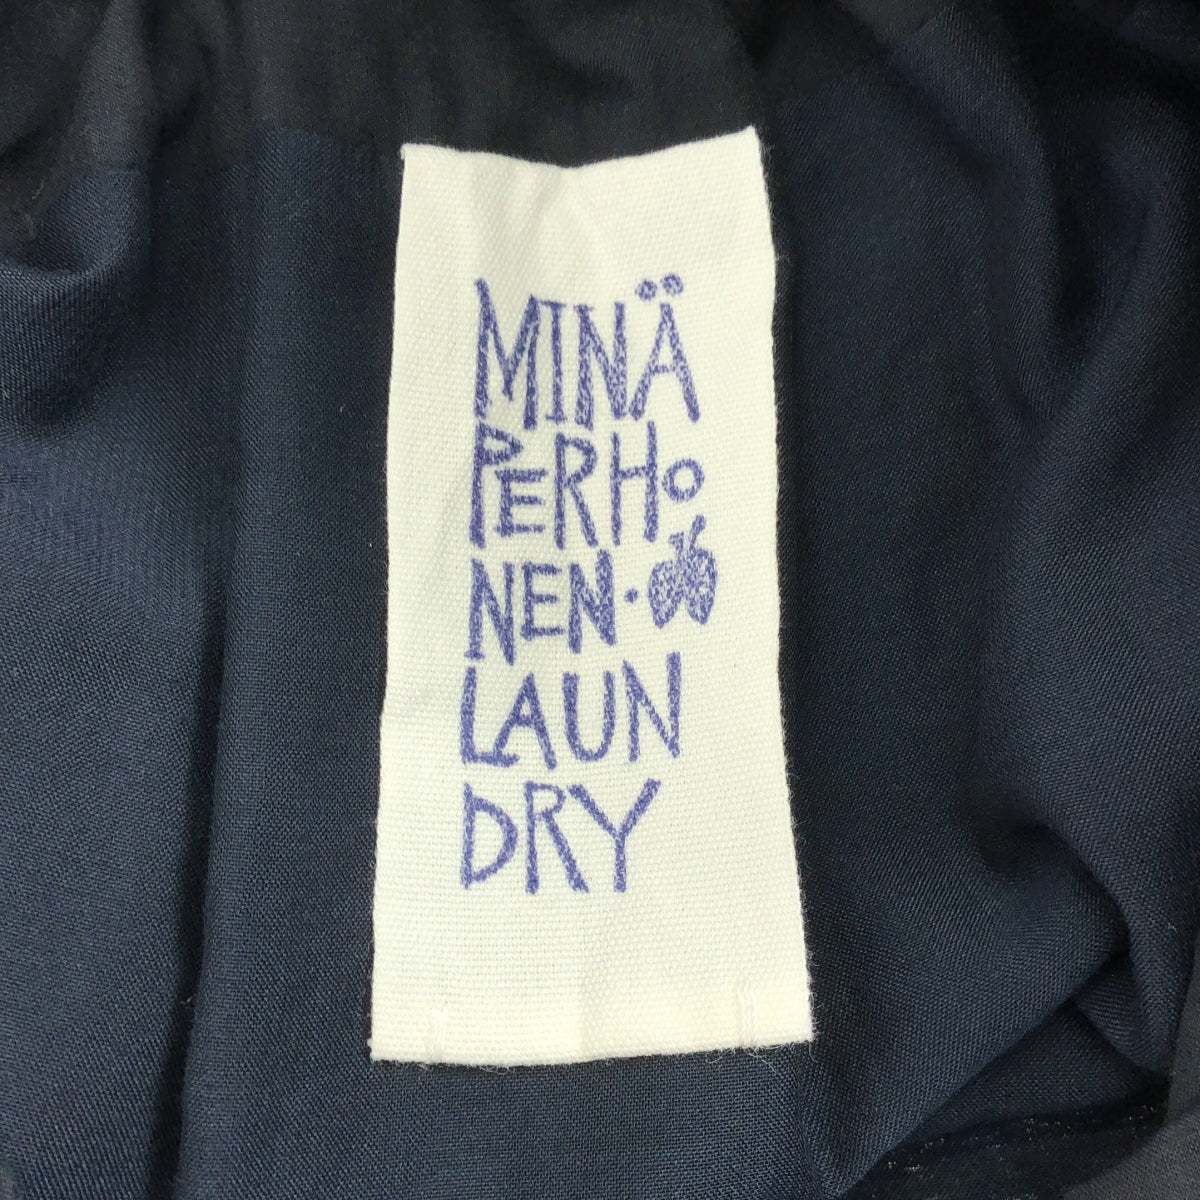 MINÄ
PERHO
NEN·
LAUN
DRY